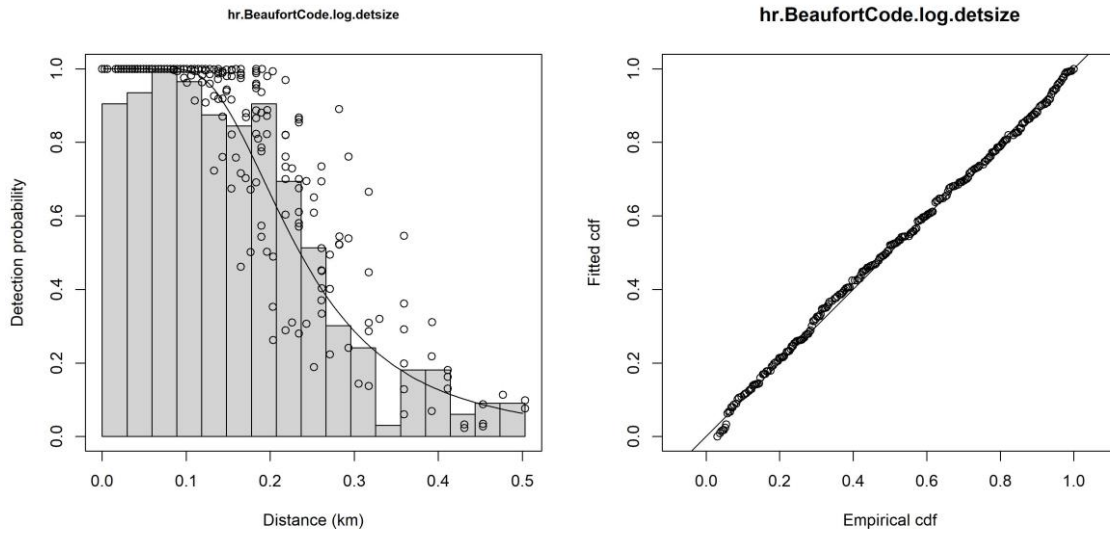 hr.BeaufortCode.log.detsize
Detection probability
1.0
0.8
0.6
0.4
0.2
0.0
0.0 0.1 0.2 0.3 0.4 0.5
Distance (km)
hr.BeaufortCode.log.detsize
Fitted cdf
1.0
0.8
0.6
0.4
0.2
0.0
0.0 0.2 0.4 0.6 0.8 1.0
Empirical cdf